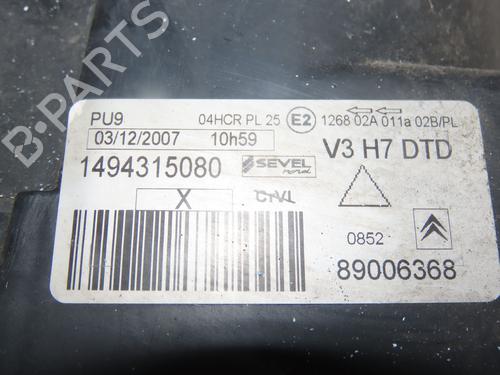 B-PARTS
PU9 04HCR PL 25 E2 1268 02A 011a 02B/PL
03/12/2007 10h59 V3 H7 DTD
1494315080 SEVEL nord
X
0852
89006368